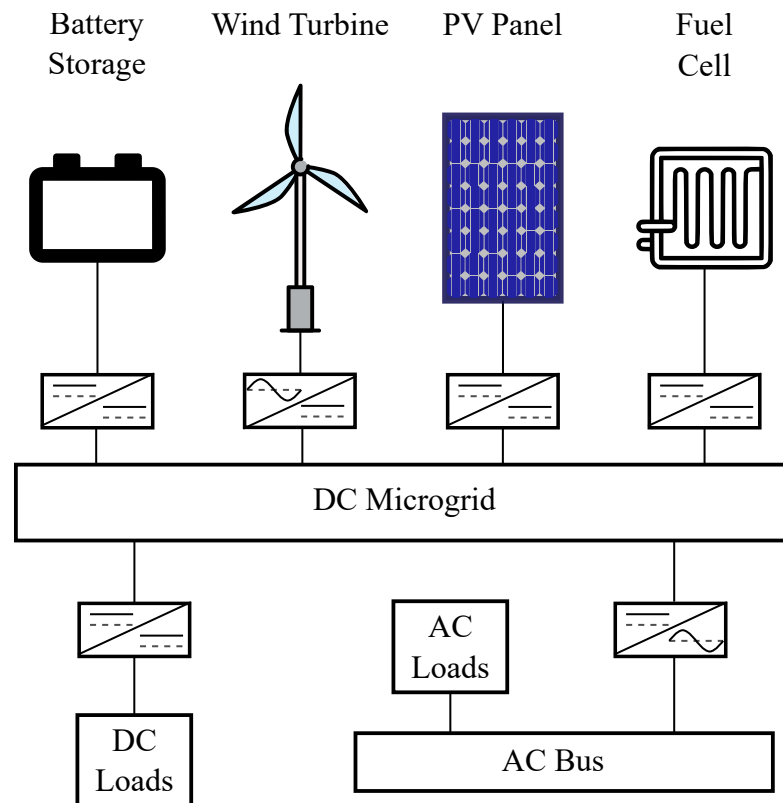 Battery
Storage
Wind Turbine
PV Panel
Fuel
Cell
DC Microgrid
AC
Loads
DC
Loads
AC Bus